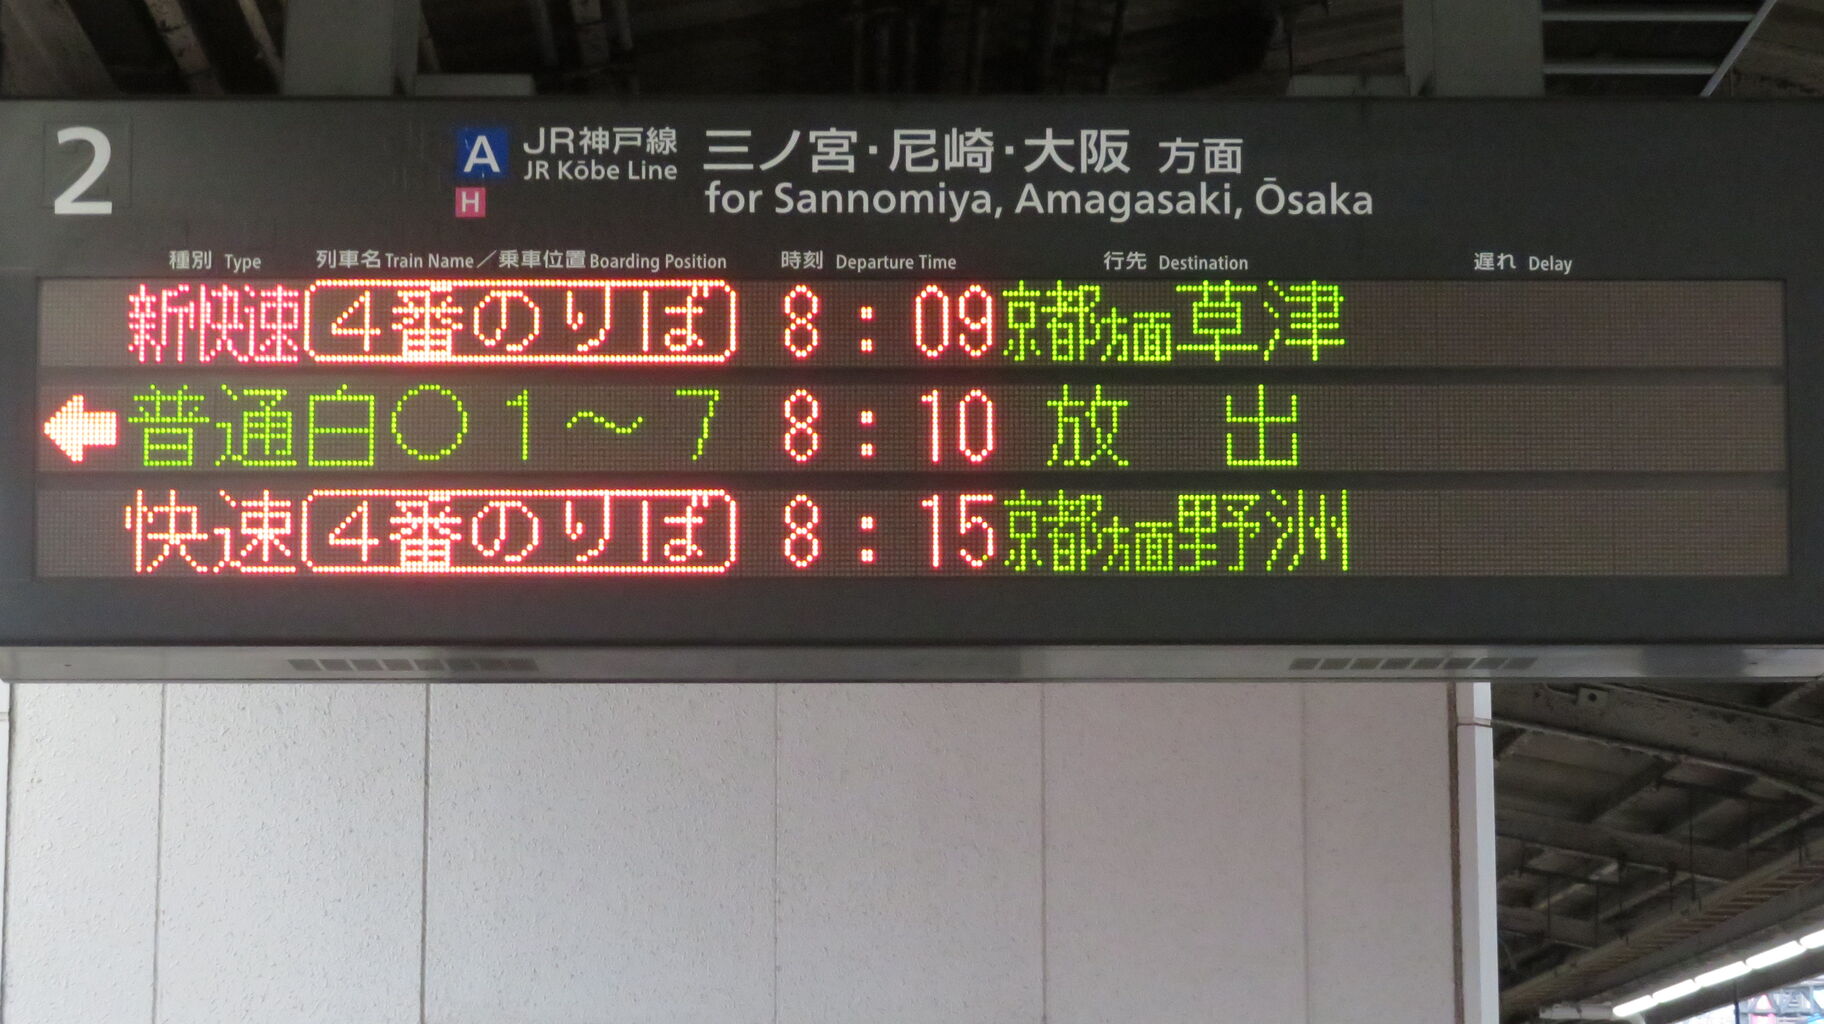 2
A JR神戸線 三ノ宮・尼崎・大阪 方面
H JR Kōbe Line for Sannomiya, Amagasaki, Ōsaka
種別 Type 列車名 Train Name／乗車位置 Boarding Position 時刻 Departure Time 行先 Destination 遅れ Delay
新快速 4番のりば 8:09 京都方面草津
普通白○1～7 8:10 放出
快速 4番のりば 8:15 京都方面野洲